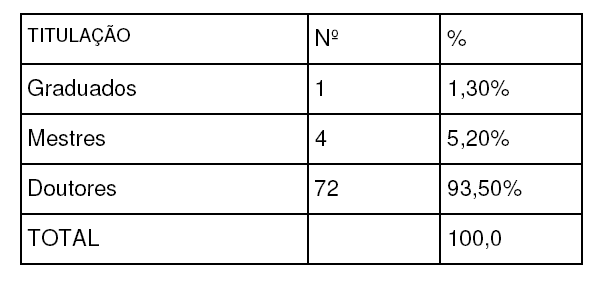 TITULAÇÃO Nº %
Graduados 1 1,30%
Mestres 4 5,20%
Doutores 72 93,50%
TOTAL 100,0